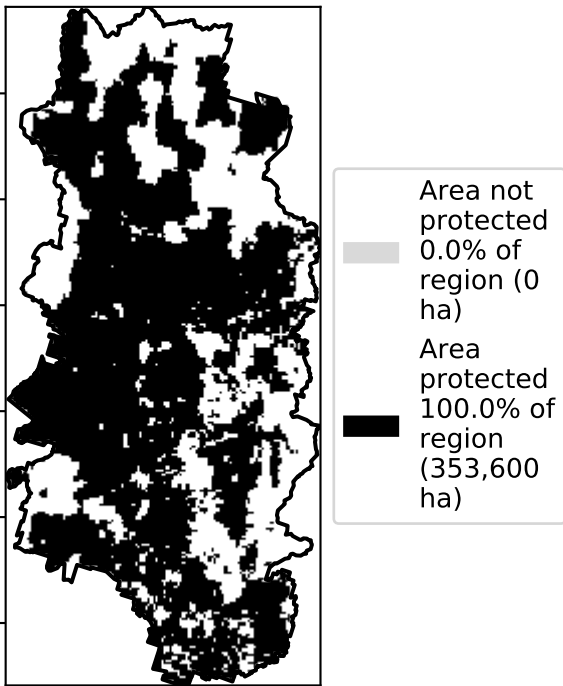 Area not
protected
0.0% of
region (0
ha)
Area
protected
100.0% of
region
(353,600
ha)